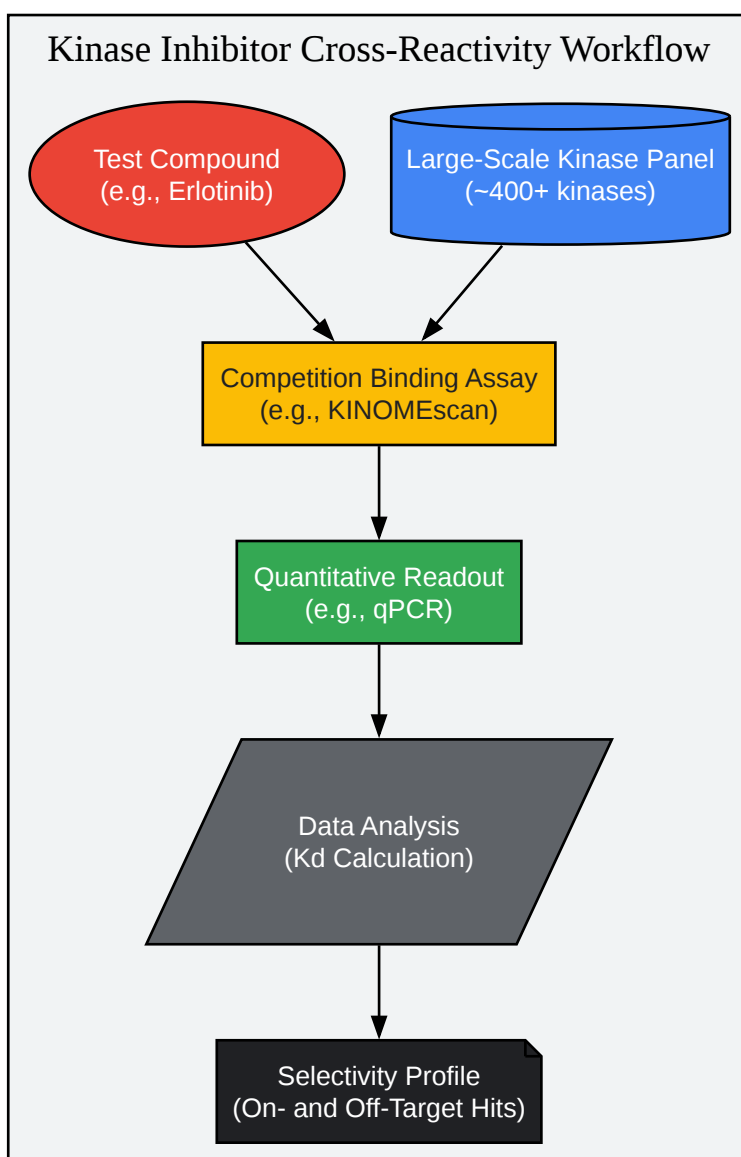 Kinase Inhibitor Cross-Reactivity Workflow
Test Compound
(e.g., Erlotinib)
Large-Scale Kinase Panel
(~400+ kinases)
Competition Binding Assay
(e.g., KINOMEscan)
Quantitative Readout
(e.g., qPCR)
Data Analysis
(Kd Calculation)
Selectivity Profile
(On- and Off-Target Hits)